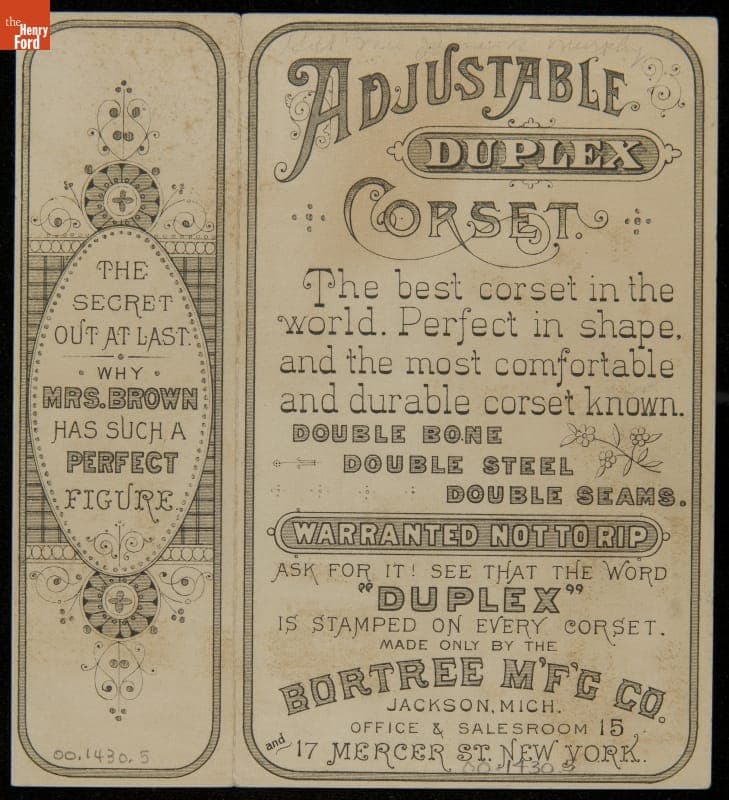 the
Henry
Ford
THE
SECRET
OUT AT LAST.
WHY
MRS. BROWN
HAS SUCH A
PERFECT
FIGURE.
00.1430.5
ADJUSTABLE
DUPLEX
CORSET.
The best corset in the
world. Perfect in shape,
and the most comfortable
and durable corset known.
DOUBLE BONE
DOUBLE STEEL
DOUBLE SEAMS.
WARRANTED NOT TO RIP
ASK FOR IT! SEE THAT THE WORD
"DUPLEX"
IS STAMPED ON EVERY CORSET.
MADE ONLY BY THE
BORTREE M'F'G CO.
JACKSON, MICH.
OFFICE & SALESROOM 15
and 17 MERCER ST. NEW YORK.
00.1430.5